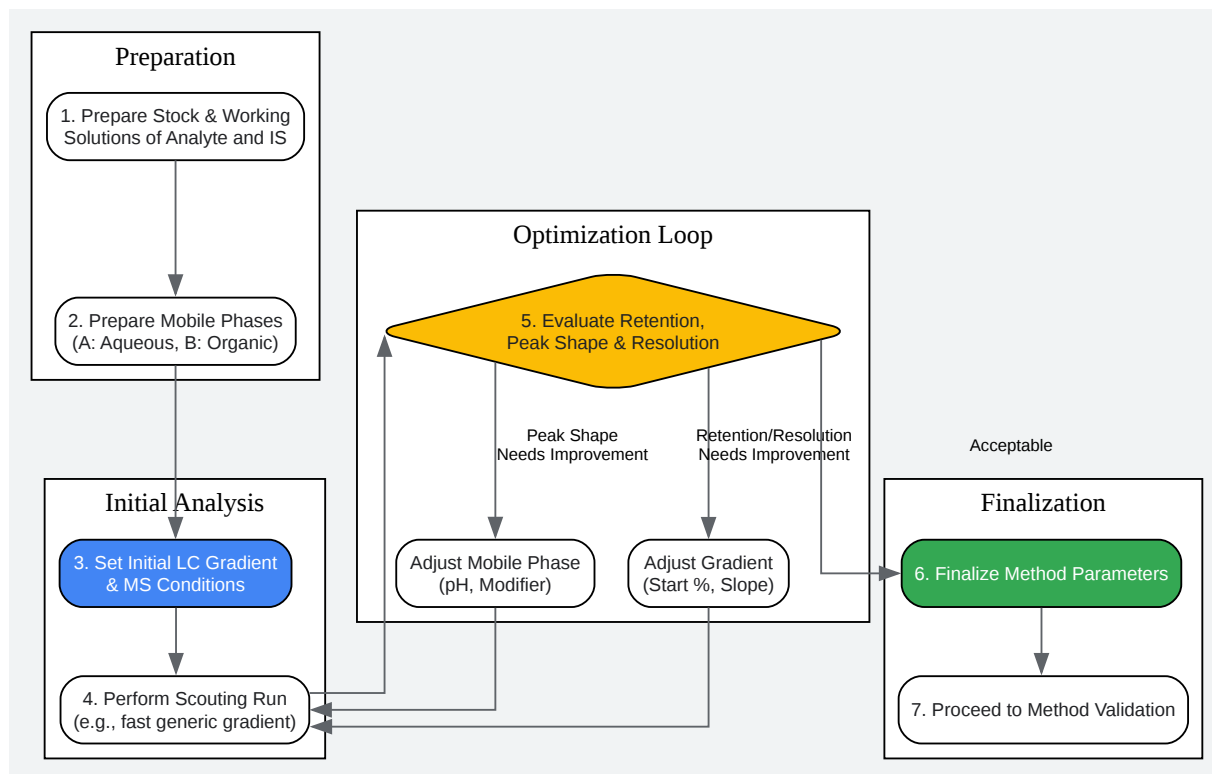 Preparation
1. Prepare Stock & Working
Solutions of Analyte and IS
2. Prepare Mobile Phases
(A: Aqueous, B: Organic)
Initial Analysis
3. Set Initial LC Gradient
& MS Conditions
4. Perform Scouting Run
(e.g., fast generic gradient)
Optimization Loop
5. Evaluate Retention,
Peak Shape & Resolution
Peak Shape
Needs Improvement
Retention/Resolution
Needs Improvement
Adjust Mobile Phase
(pH, Modifier)
Adjust Gradient
(Start %, Slope)
Acceptable
Finalization
6. Finalize Method Parameters
7. Proceed to Method Validation